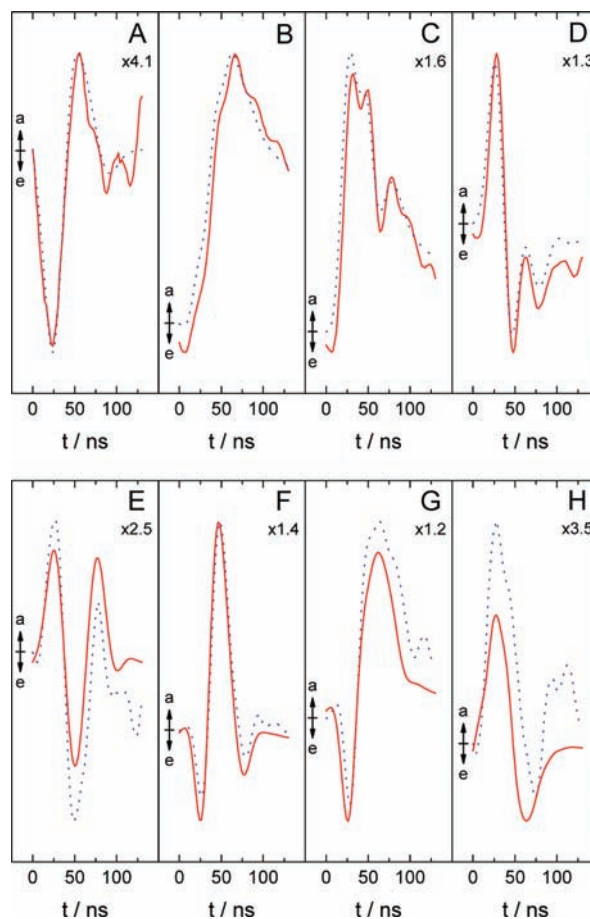 A B C D
x4.1 x1.6 x1.3
a a a a
e e e e
0 50 100 0 50 100 0 50 100 0 50 100
t / ns t / ns t / ns t / ns
E F G H
x2.5 x1.4 x1.2 x3.5
a a a a
e e e e
0 50 100 0 50 100 0 50 100 0 50 100
t / ns t / ns t / ns t / ns